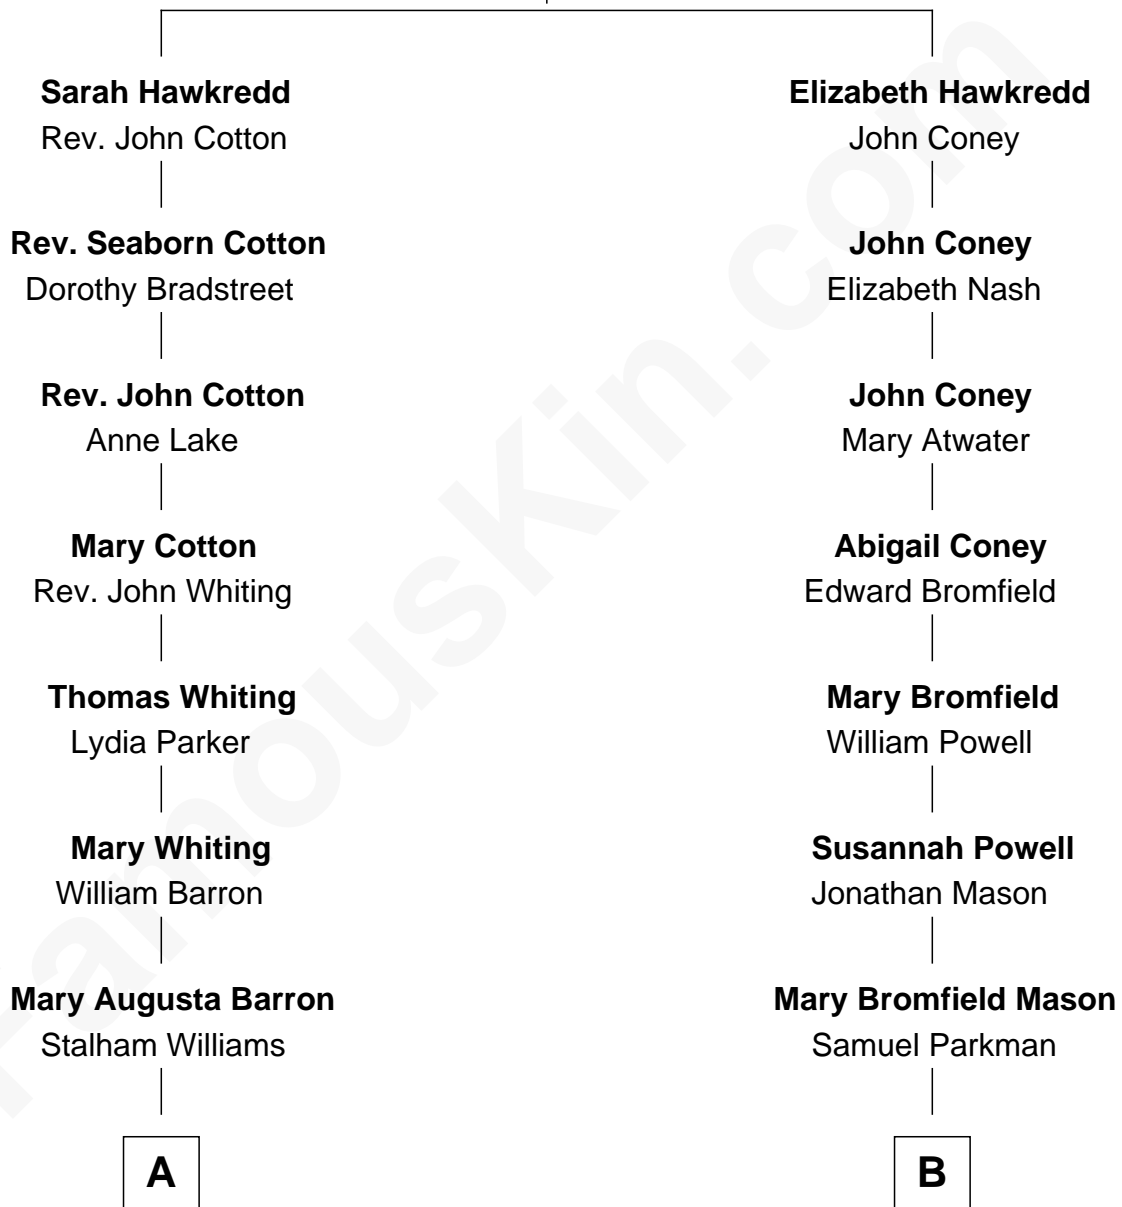 Sarah Hawkredd
Rev. John Cotton
Rev. Seaborn Cotton
Dorothy Bradstreet
Rev. John Cotton
Anne Lake
Mary Cotton
Rev. John Whiting
Thomas Whiting
Lydia Parker
Mary Whiting
William Barron
Mary Augusta Barron
Stalham Williams
A
Elizabeth Hawkredd
John Coney
John Coney
Elizabeth Nash
John Coney
Mary Atwater
Abigail Coney
Edward Bromfield
Mary Bromfield
William Powell
Susannah Powell
Jonathan Mason
Mary Bromfield Mason
Samuel Parkman
B
FamousKin.com